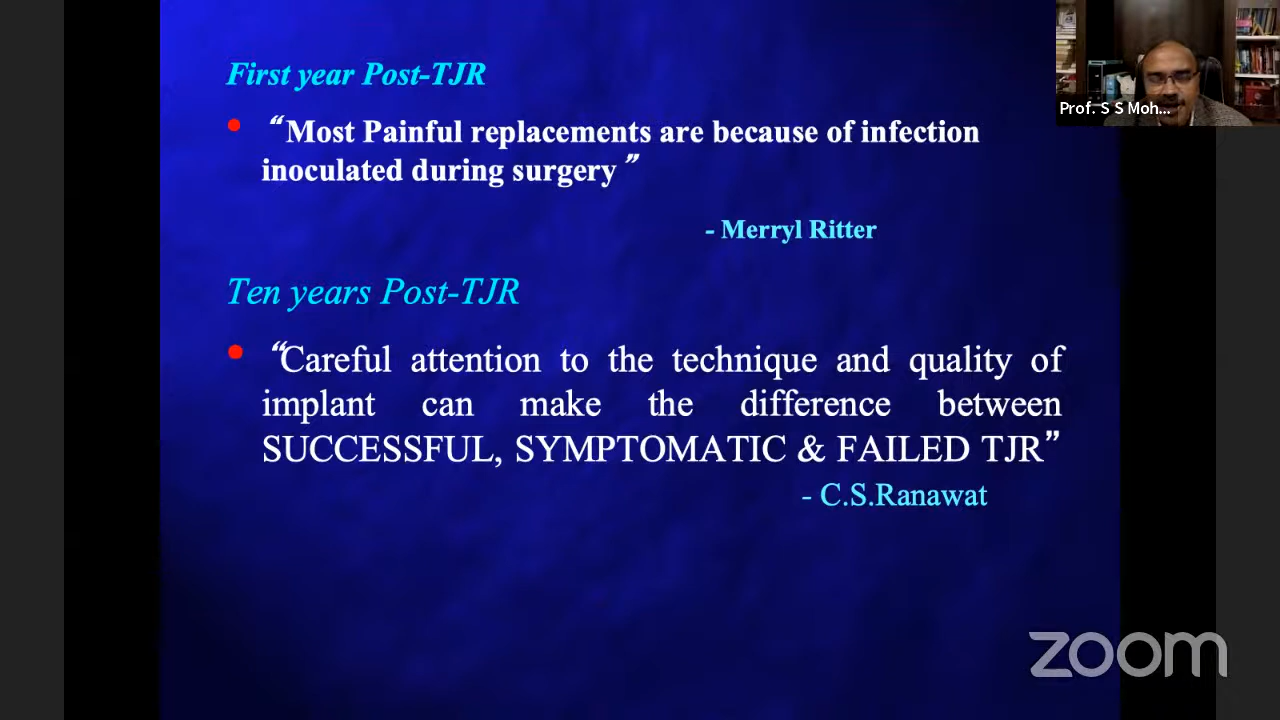 First year Post-TJR
• “Most Painful replacements are because of infection
inoculated during surgery”
- Merryl Ritter
Ten years Post-TJR
• “Careful attention to the technique and quality of
implant can make the difference between
SUCCESSFUL, SYMPTOMATIC & FAILED TJR”
- C.S.Ranawat
Prof. S S Moh...
zoom